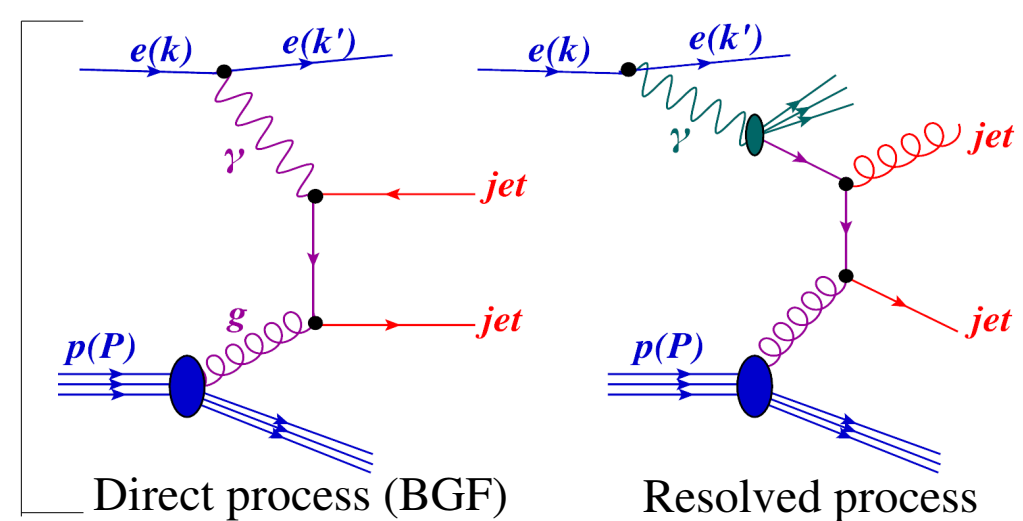 e(k) e(k') e(k) e(k')
γ γ jet
jet
g jet jet
p(P) p(P)
Direct process (BGF) Resolved process